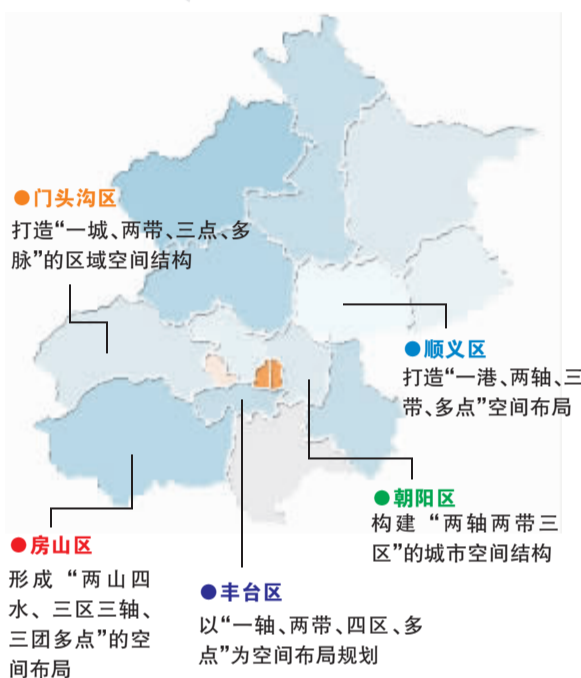 ●门头沟区
打造“一城、两带、三点、多
脉”的区域空间结构
●顺义区
打造“一港、两轴、三
带、多点”空间布局
●朝阳区
构建“两轴两带三
区”的城市空间结构
●房山区
形成“两山四
水、三区三轴、
三团多点”的空
间布局
●丰台区
以“一轴、两带、四区、多
点”为空间布局规划